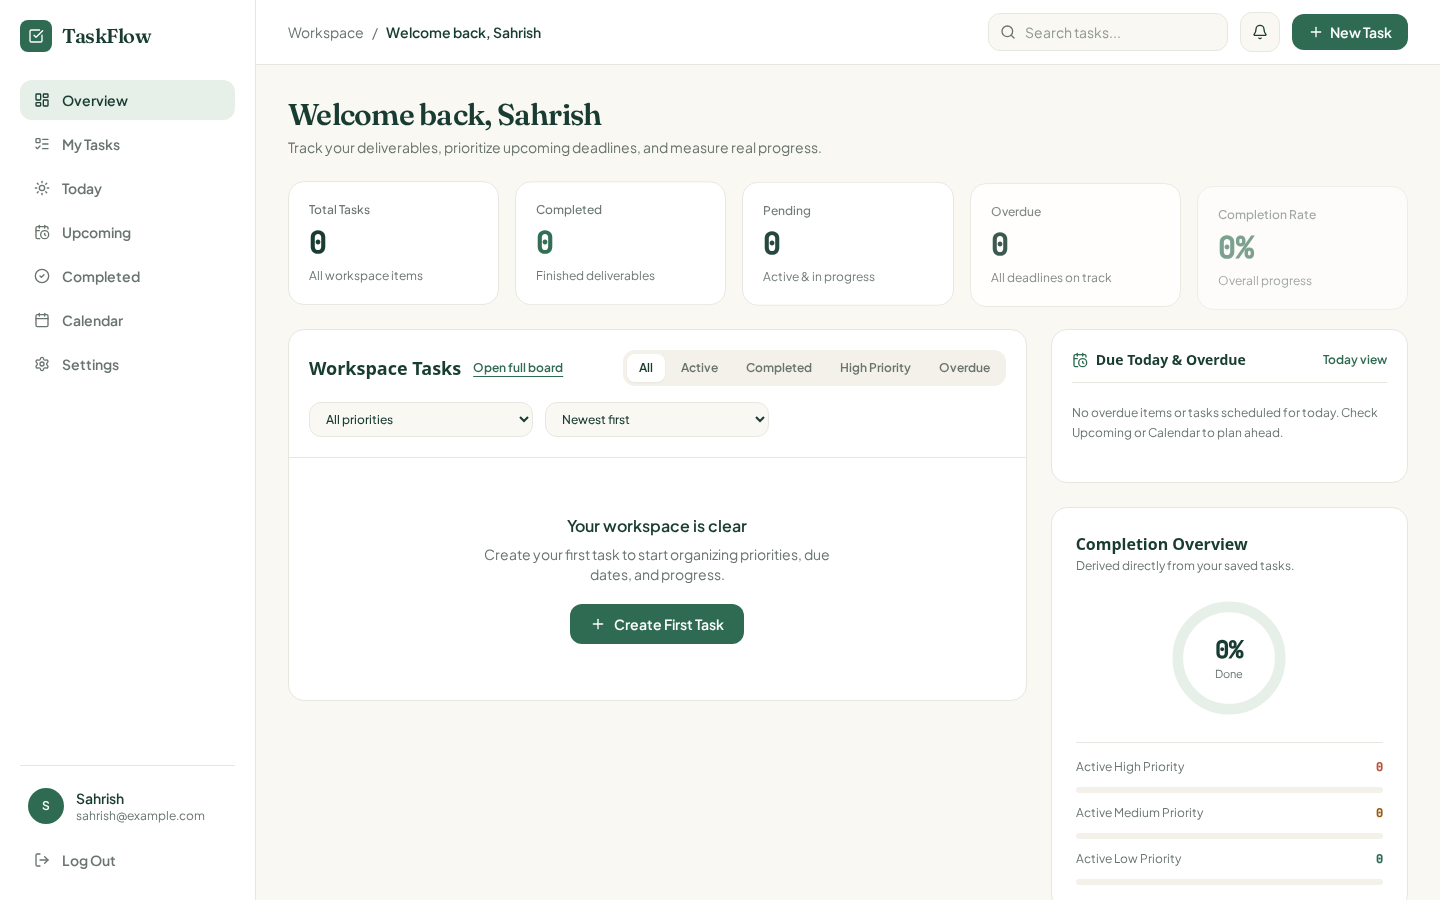 TaskFlow
Overview
My Tasks
Today
Upcoming
Completed
Calendar
Settings
S
Sahrish
sahrish@example.com
Log Out
Workspace / Welcome back, Sahrish
Search tasks...
New Task
Welcome back, Sahrish
Track your deliverables, prioritize upcoming deadlines, and measure real progress.
Total Tasks
0
All workspace items
Completed
0
Finished deliverables
Pending
0
Active & in progress
Overdue
0
All deadlines on track
Completion Rate
0%
Overall progress
Workspace Tasks
Open full board
All
Active
Completed
High Priority
Overdue
All priorities
Newest first
Your workspace is clear
Create your first task to start organizing priorities, due
dates, and progress.
Create First Task
Due Today & Overdue
Today view
No overdue items or tasks scheduled for today. Check
Upcoming or Calendar to plan ahead.
Completion Overview
Derived directly from your saved tasks.
0%
Done
Active High Priority
0
Active Medium Priority
0
Active Low Priority
0